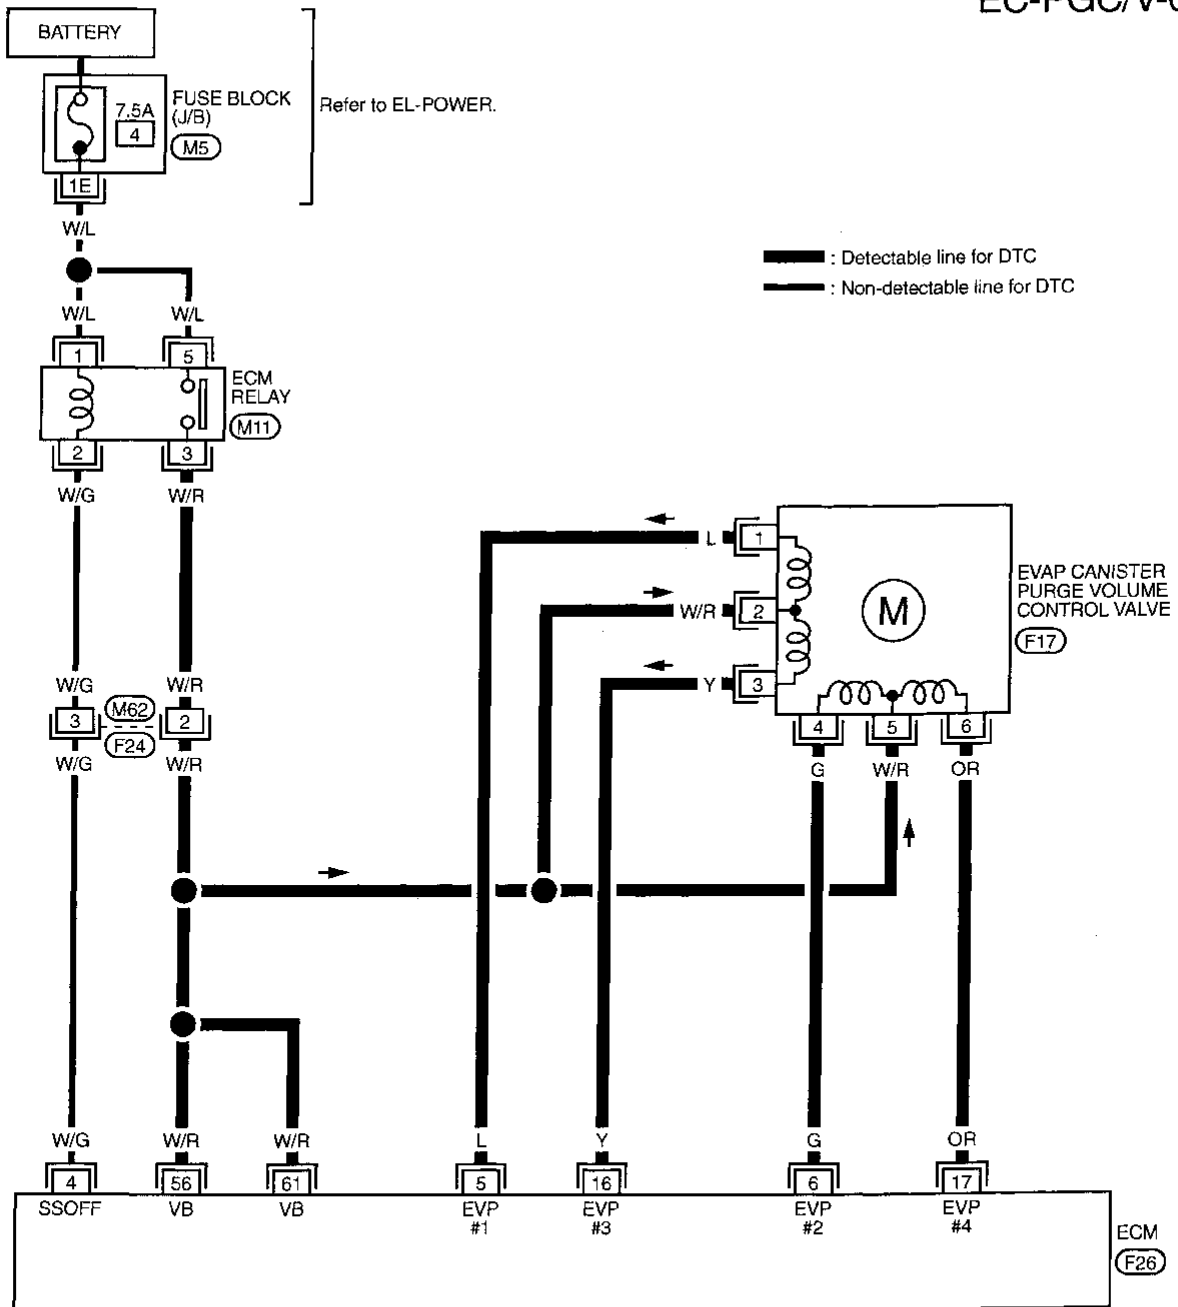 EC-PGC/V-0
BATTERY
7.5A
4
FUSE BLOCK
(J/B)
M5
Refer to EL-POWER.
1E
W/L
: Detectable line for DTC
: Non-detectable line for DTC
W/L
W/L
1
5
ECM
RELAY
M11
2
3
W/G
W/R
L
1
W/R
2
M
EVAP CANISTER
PURGE VOLUME
CONTROL VALVE
F17
Y
3
W/G
W/R
3
M62
2
F24
4
5
6
W/G
W/R
G
W/R
OR
W/G
W/R
W/R
L
Y
G
OR
4
56
61
5
16
6
17
SSOFF
VB
VB
EVP
#1
EVP
#3
EVP
#2
EVP
#4
ECM
F26